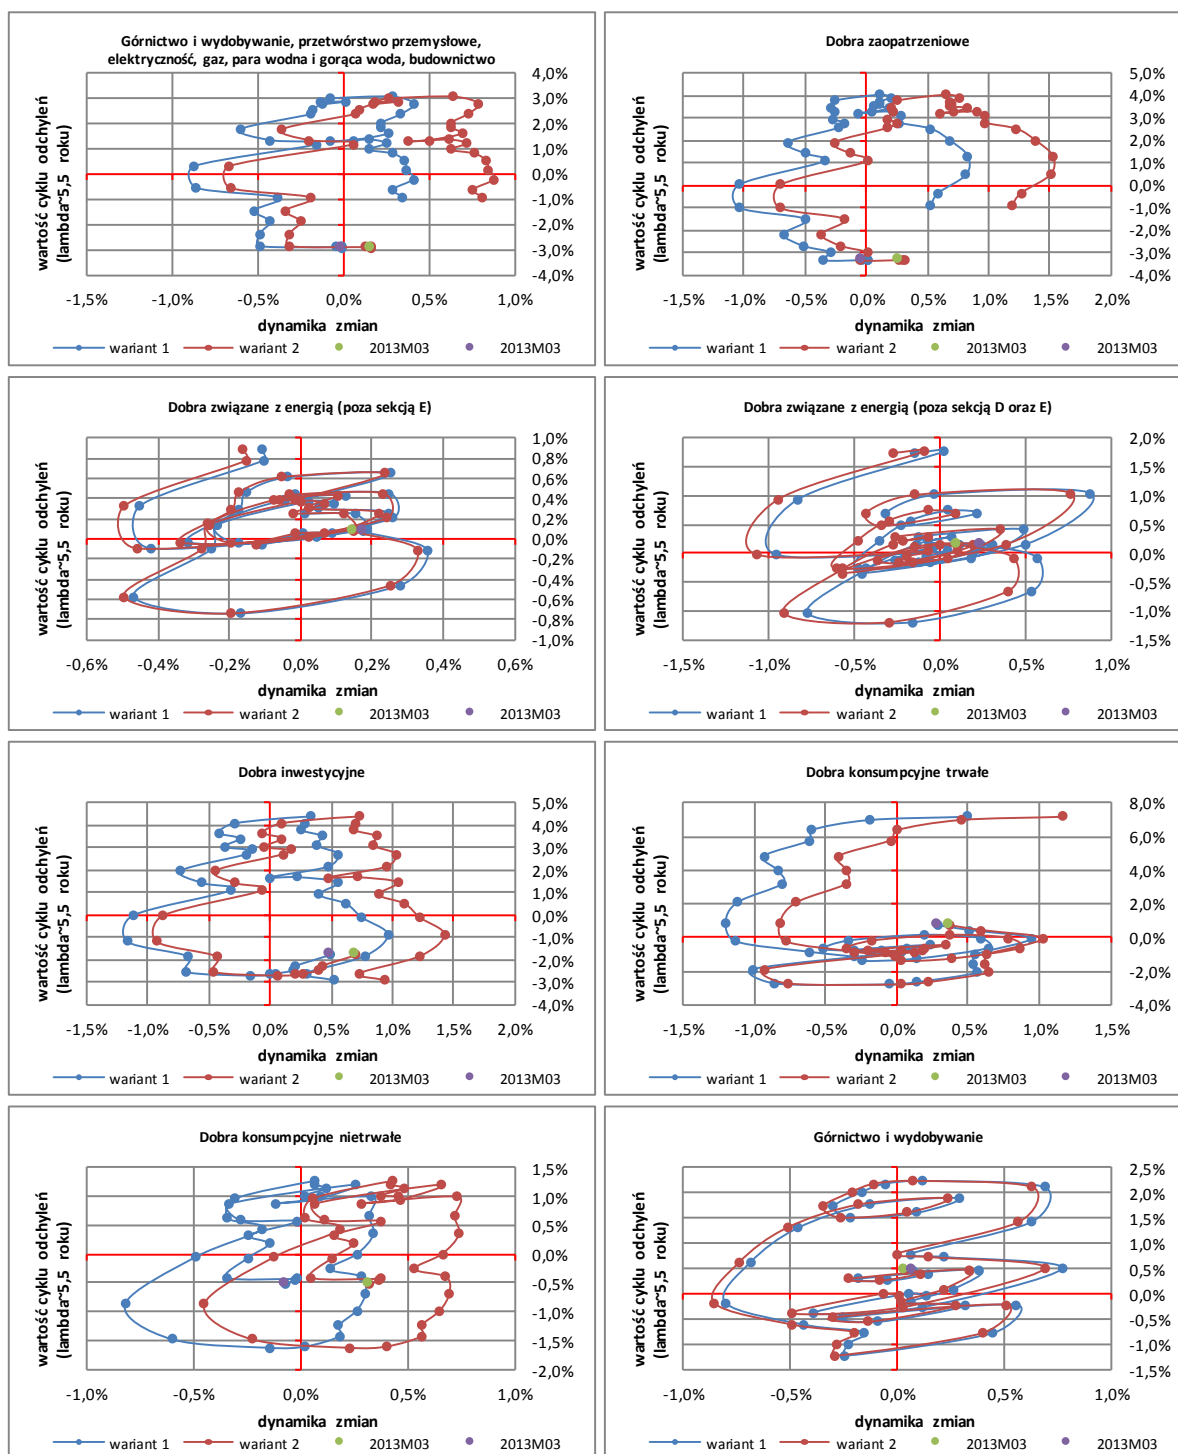 Górnictwo i wydobywanie, przetwórstwo przemysłowe,
elektryczność, gaz, para wodna i gorąca woda, budownictwo
wartość cyklu odchyleń
(lambda~5,5 roku)
4,0%
3,0%
2,0%
1,0%
0,0%
-1,0%
-2,0%
-3,0%
-4,0%
-1,5% -1,0% -0,5% 0,0% 0,5% 1,0%
dynamika zmian
wariant 1 wariant 2 2013M03 2013M03
Dobra zaopatrzeniowe
wartość cyklu odchyleń
(lambda~5,5 roku)
5,0%
4,0%
3,0%
2,0%
1,0%
0,0%
-1,0%
-2,0%
-3,0%
-4,0%
-1,5% -1,0% -0,5% 0,0% 0,5% 1,0% 1,5% 2,0%
dynamika zmian
wariant 1 wariant 2 2013M03 2013M03
Dobra związane z energią (poza sekcją E)
wartość cyklu odchyleń
(lambda~5,5 roku)
1,0%
0,8%
0,6%
0,4%
0,2%
0,0%
-0,2%
-0,4%
-0,6%
-0,8%
-1,0%
-0,6% -0,4% -0,2% 0,0% 0,2% 0,4% 0,6%
dynamika zmian
wariant 1 wariant 2 2013M03 2013M03
Dobra związane z energią (poza sekcją D oraz E)
wartość cyklu odchyleń
(lambda~5,5 roku)
2,0%
1,5%
1,0%
0,5%
0,0%
-0,5%
-1,0%
-1,5%
-1,5% -1,0% -0,5% 0,0% 0,5% 1,0%
dynamika zmian
wariant 1 wariant 2 2013M03 2013M03
Dobra inwestycyjne
wartość cyklu odchyleń
(lambda~5,5 roku)
5,0%
4,0%
3,0%
2,0%
1,0%
0,0%
-1,0%
-2,0%
-3,0%
-4,0%
-1,5% -1,0% -0,5% 0,0% 0,5% 1,0% 1,5% 2,0%
dynamika zmian
wariant 1 wariant 2 2013M03 2013M03
Dobra konsumpcyjne trwałe
wartość cyklu odchyleń
(lambda~5,5 roku)
8,0%
6,0%
4,0%
2,0%
0,0%
-2,0%
-4,0%
-1,5% -1,0% -0,5% 0,0% 0,5% 1,0% 1,5%
dynamika zmian
wariant 1 wariant 2 2013M03 2013M03
Dobra konsumpcyjne nietrwałe
wartość cyklu odchyleń
(lambda~5,5 roku)
1,5%
1,0%
0,5%
0,0%
-0,5%
-1,0%
-1,5%
-2,0%
-1,0% -0,5% 0,0% 0,5% 1,0%
dynamika zmian
wariant 1 wariant 2 2013M03 2013M03
Górnictwo i wydobywanie
wartość cyklu odchyleń
(lambda~5,5 roku)
2,5%
2,0%
1,5%
1,0%
0,5%
0,0%
-0,5%
-1,0%
-1,5%
-1,0% -0,5% 0,0% 0,5% 1,0%
dynamika zmian
wariant 1 wariant 2 2013M03 2013M03